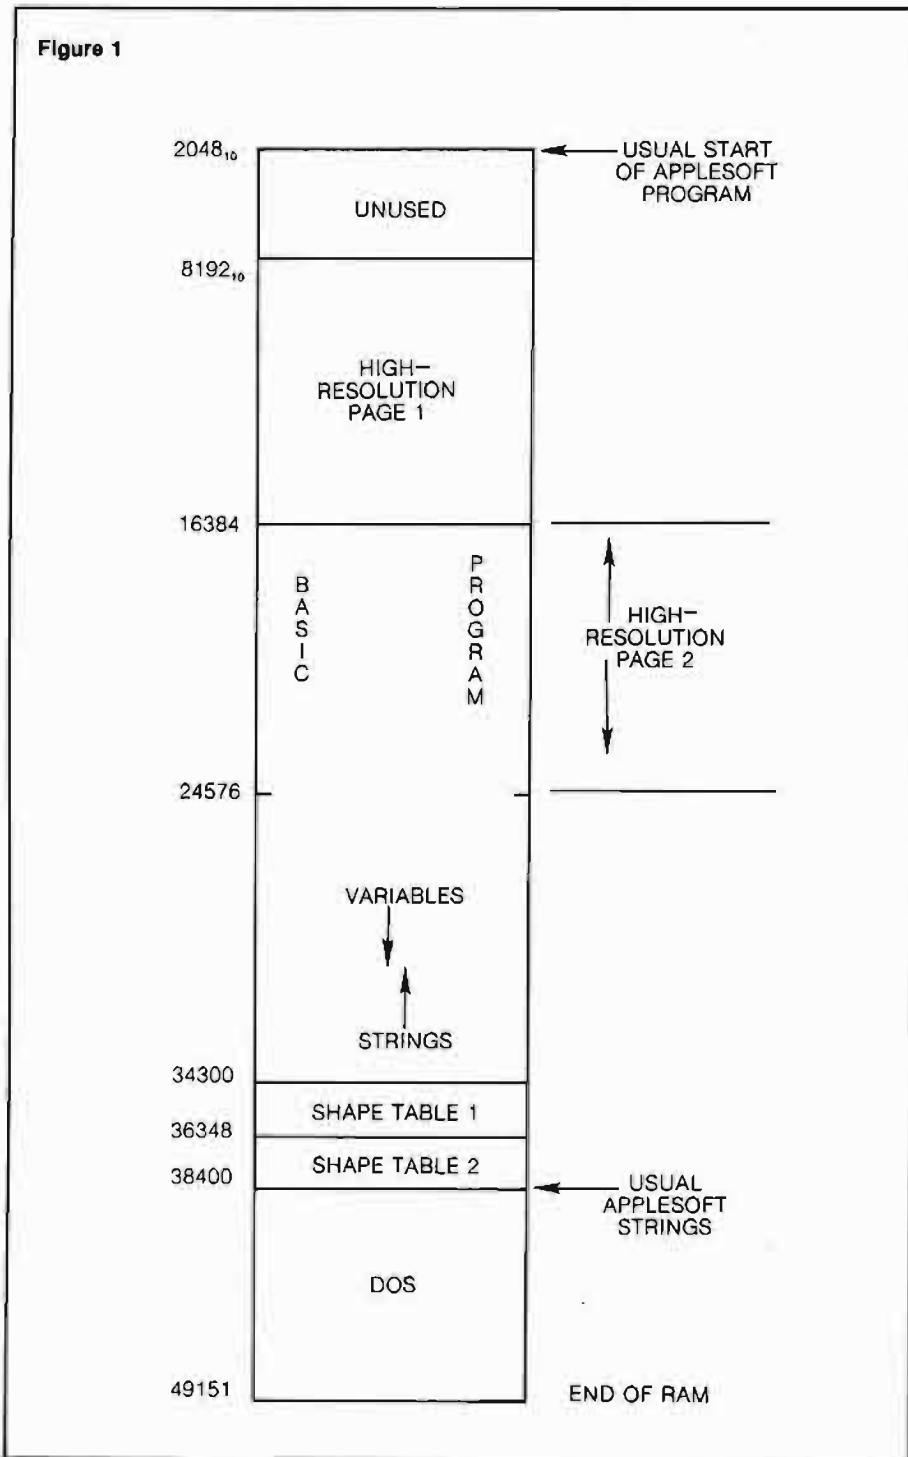 Figure 1
2048₁₀
USUAL START
OF APPLESOFT
PROGRAM
UNUSED
8192₁₀
HIGH-
RESOLUTION
PAGE 1
16384
BASIC
PROGRAM
HIGH-
RESOLUTION
PAGE 2
24576
VARIABLES
STRINGS
34300
SHAPE TABLE 1
36348
SHAPE TABLE 2
38400
USUAL
APPLESOFT
STRINGS
DOS
49151
END OF RAM